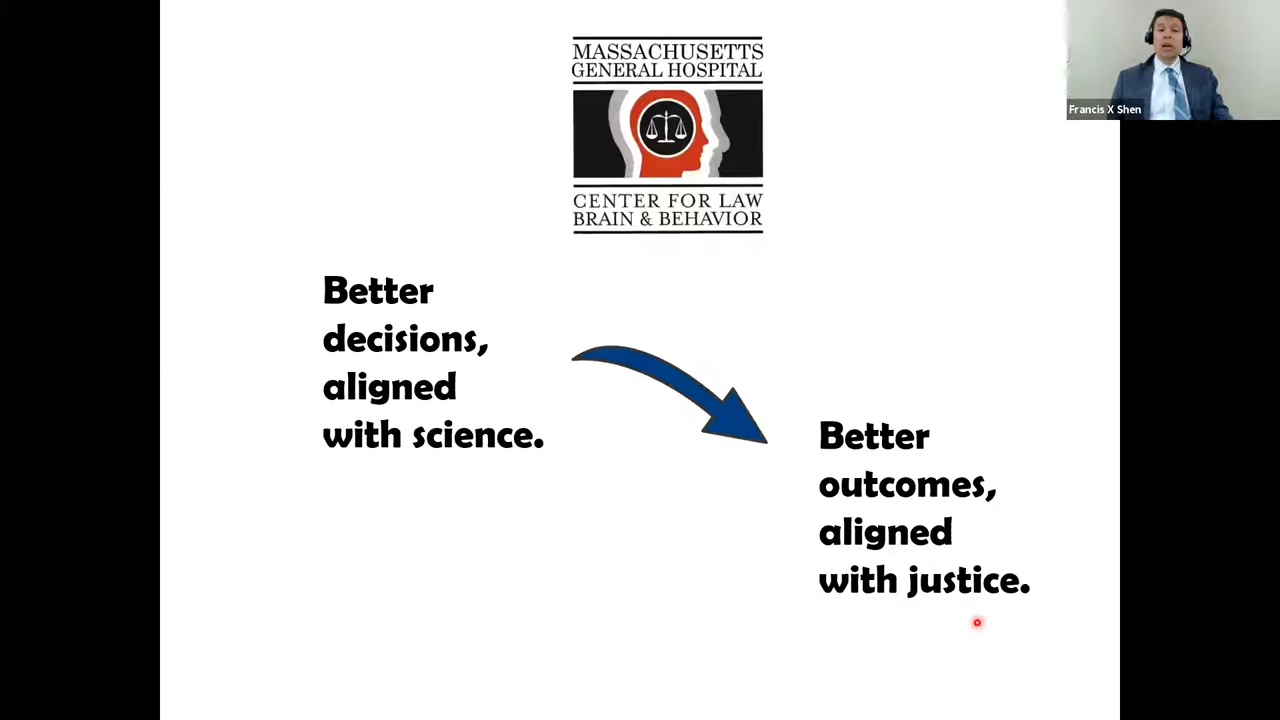 MASSACHUSETTS
GENERAL HOSPITAL
CENTER FOR LAW
BRAIN & BEHAVIOR
Francis X Shen
Better
decisions,
aligned
with science.
Better
outcomes,
aligned
with justice.